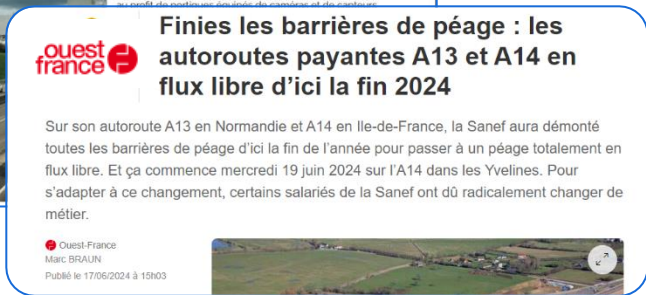 au profit de portiques équipés de caméras et de capteurs
Finies les barrières de péage : les
autoroutes payantes A13 et A14 en
flux libre d'ici la fin 2024
ouest
france
Sur son autoroute A13 en Normandie et A14 en Ile-de-France, la Sanef aura démonté
toutes les barrières de péage d'ici la fin de l'année pour passer à un péage totalement en
flux libre. Et ça commence mercredi 19 juin 2024 sur l'A14 dans les Yvelines. Pour
s'adapter à ce changement, certains salariés de la Sanef ont dû radicalement changer de
métier.
Ouest-France
Marc BRAUN
Publié le 17/06/2024 à 15h03